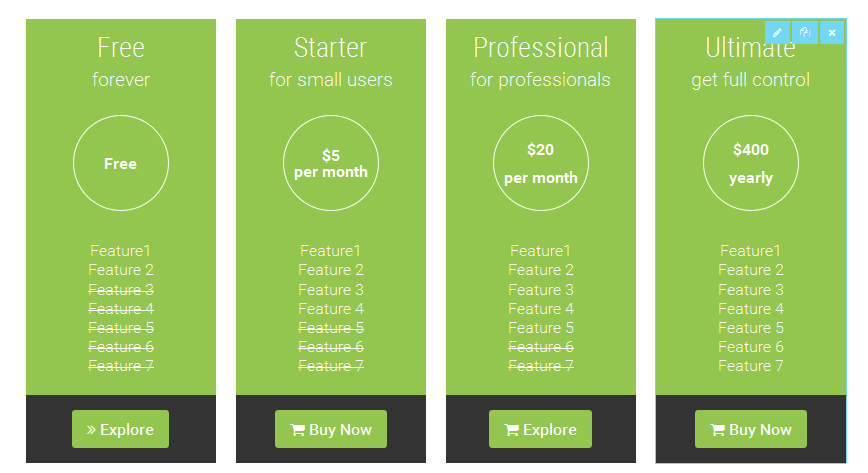 Free
forever
Free
Feature1
Feature 2
Feature 3
Feature 4
Feature 5
Feature 6
Feature 7
Explore
Starter
for small users
$5
per month
Feature1
Feature 2
Feature 3
Feature 4
Feature 5
Feature 6
Feature 7
Buy Now
Professional
for professionals
$20
per month
Feature1
Feature 2
Feature 3
Feature 4
Feature 5
Feature 6
Feature 7
Explore
Ultimate
get full control
$400
yearly
Feature1
Feature 2
Feature 3
Feature 4
Feature 5
Feature 6
Feature 7
Buy Now